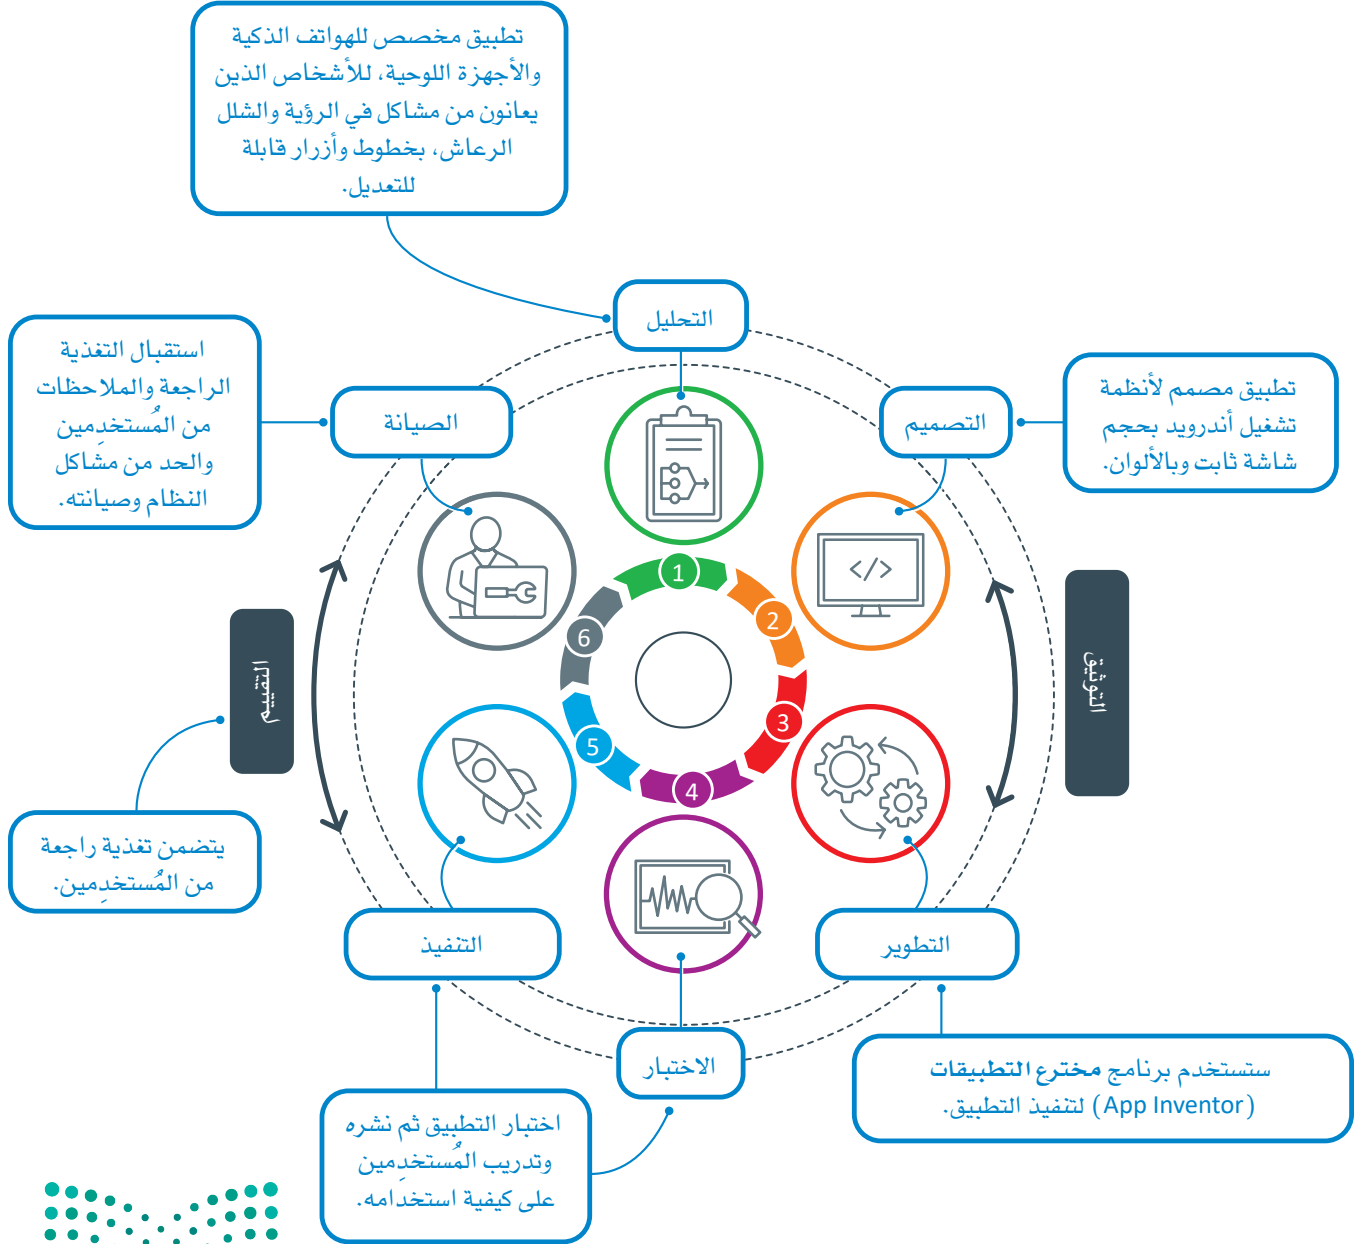 تطبيق مخصص للهواتف الذكية
والأجهزة اللوحية، للأشخاص الذين
يعانون من مشاكل في الرؤية والشلل
الرعاش، بخطوط وأزرار قابلة
للتعديل.
التحليل
استقبال التغذية
الراجعة والملاحظات
من المُستخدِمين
والحد من مشاكل
النظام وصيانته.
الصيانة
التصميم
تطبيق مصمم لأنظمة
تشغيل أندرويد بحجم
شاشة ثابت وبالألوان.
1
2
3
4
5
6
التوثيق
التقييم
يتضمن تغذية راجعة
من المُستخدِمين.
التنفيذ
التطوير
الاختبار
ستستخدم برنامج مخترع التطبيقات
(App Inventor) لتنفيذ التطبيق.
اختبار التطبيق ثم نشره
وتدريب المُستخدِمين
على كيفية استخدامه.